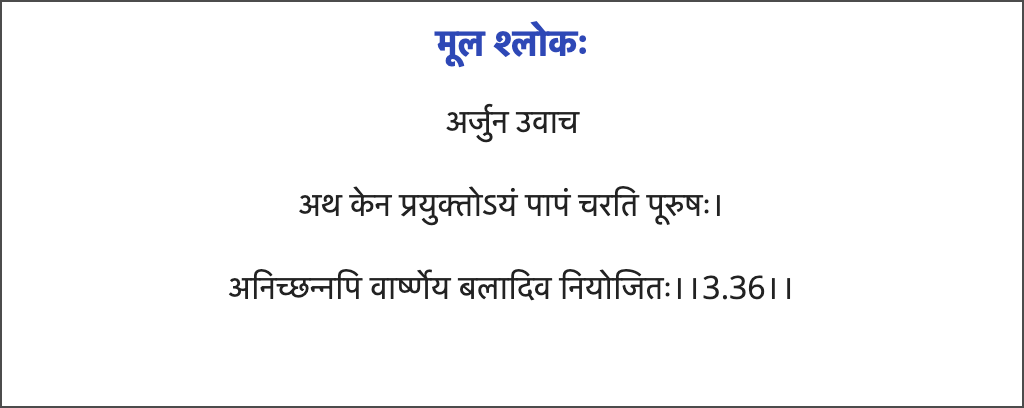 मूल श्लोकः
अर्जुन उवाच
अथ केन प्रयुक्तोऽयं पापं चरति पूरुषः।
अनिच्छन्नपि वार्ष्णेय बलादिव नियोजितः।।3.36।।